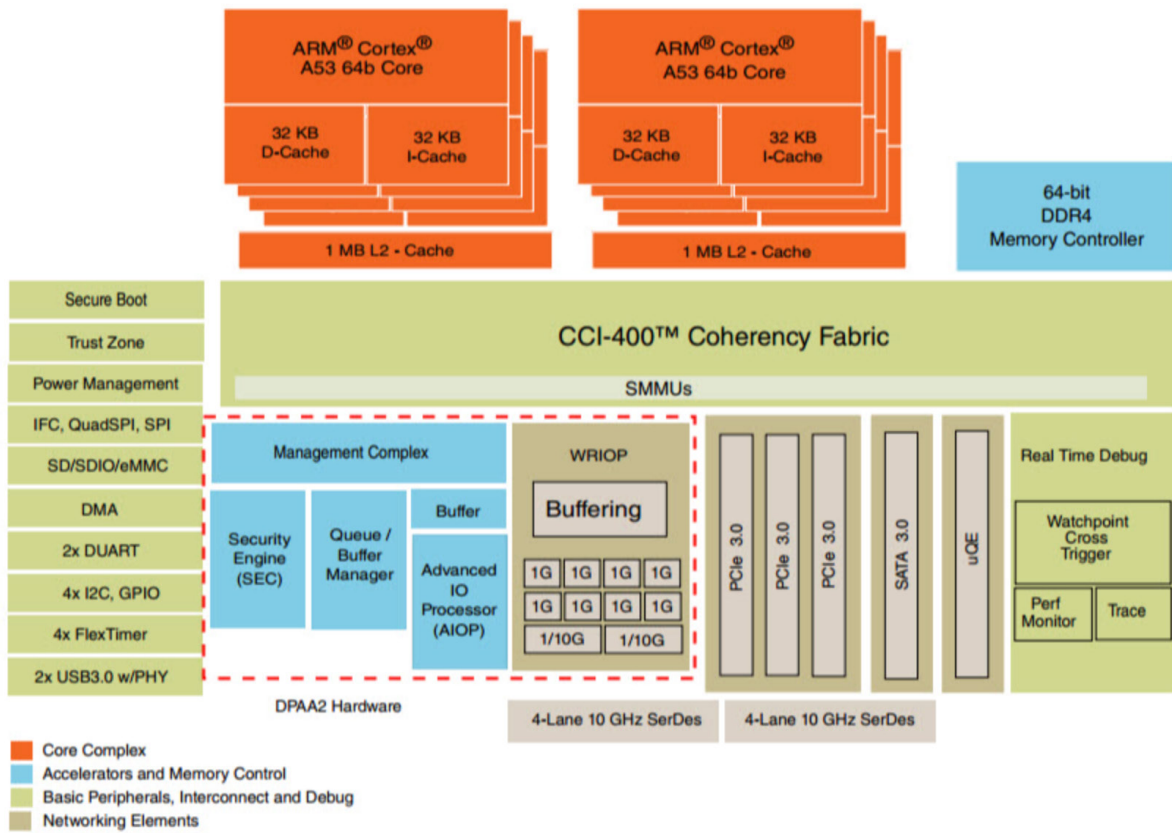 ARM® Cortex®
A53 64b Core
32 KB
D-Cache
32 KB
I-Cache
1 MB L2 - Cache
ARM® Cortex®
A53 64b Core
32 KB
D-Cache
32 KB
I-Cache
1 MB L2 - Cache
64-bit
DDR4
Memory Controller
Secure Boot
Trust Zone
Power Management
IFC, QuadSPI, SPI
SD/SDIO/eMMC
DMA
2x DUART
4x I2C, GPIO
4x FlexTimer
2x USB3.0 w/PHY
CCI-400™ Coherency Fabric
SMMUs
Management Complex
Security
Engine
(SEC)
Queue /
Buffer
Manager
Buffer
Advanced
IO
Processor
(AIOP)
WRIOP
Buffering
1G 1G 1G 1G
1G 1G 1G 1G
1/10G 1/10G
PCIe 3.0
PCIe 3.0
PCIe 3.0
SATA 3.0
uQE
Real Time Debug
Watchpoint
Cross
Trigger
Perf
Monitor
Trace
DPAA2 Hardware
4-Lane 10 GHz SerDes
4-Lane 10 GHz SerDes
Core Complex
Accelerators and Memory Control
Basic Peripherals, Interconnect and Debug
Networking Elements